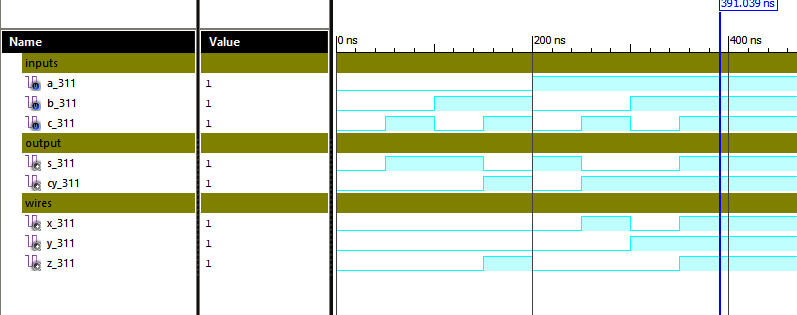 391.039 ns
Name Value 0 ns 200 ns 400 ns
inputs
a_311 1
b_311 1
c_311 1
output
s_311 1
cy_311 1
wires
x_311 1
y_311 1
z_311 1